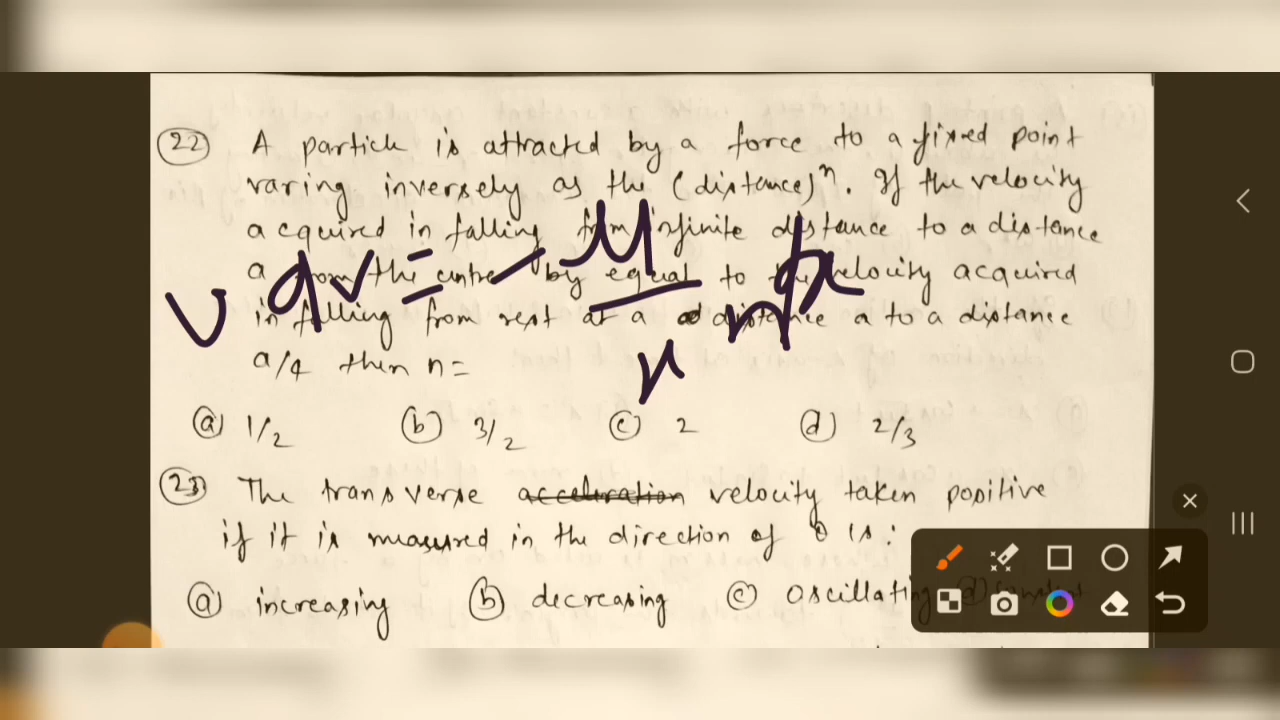 (22) A particle is attracted by a force to a fixed point
varing inversely as the (distance)ⁿ. If the velocity
acquired in falling from infinite distance to a distance
a from the centre by equal to the velocity acquired
in falling from rest at a distance a to a distance
a/4 then n =
v dv = - μ/xⁿ dx
(a) 1/2 (b) 3/2 (c) 2 (d) 2/3
(23) The transverse acceleration velocity taken positive
if it is measured in the direction of θ is:
(a) increasing (b) decreasing (c) oscillating (d) constant